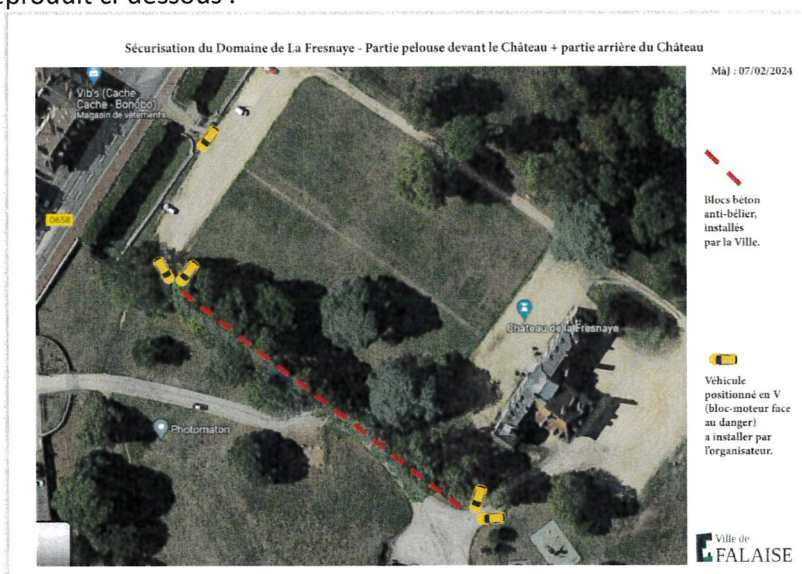 eproduit ci-dessous :
Sécurisation du Domaine de La Fresnaye - Partie pelouse devant le Château + partie arrière du Château
Màj : 07/02/2024
Vib's (Cache
Cache - Bonobo)
Magasin de vêtements
D658
Château de la Fresnaye
Photomaton
Blocs béton
anti-bélier,
installés
par la Ville.
Véhicule
positionné en V
(bloc-moteur face
au danger)
a installer par
l'organisateur.
Ville de
FALAISE